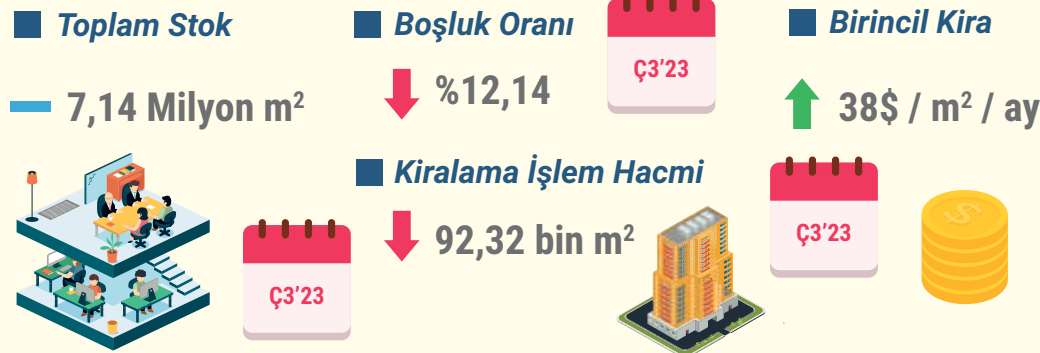 Toplam Stok
7,14 Milyon m²
Ç3’23
Boşluk Oranı
%12,14
Ç3’23
Kiralama İşlem Hacmi
92,32 bin m²
Birincil Kira
38$ / m² / ay
Ç3’23